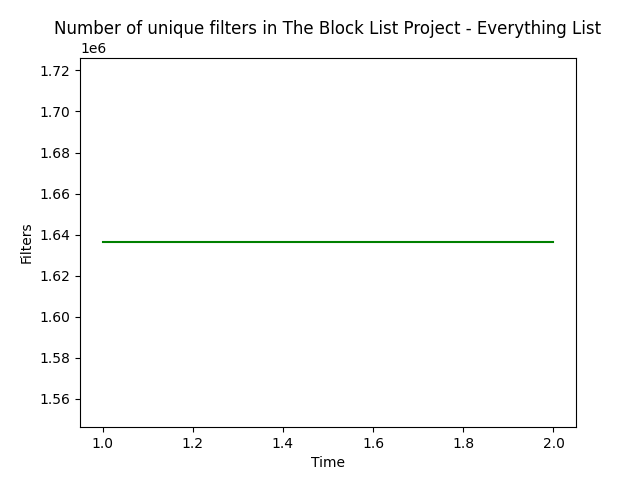 Number of unique filters in The Block List Project - Everything List
1e6
1.72
1.70
1.68
1.66
1.64
1.62
1.60
1.58
1.56
Filters
1.0 1.2 1.4 1.6 1.8 2.0
Time